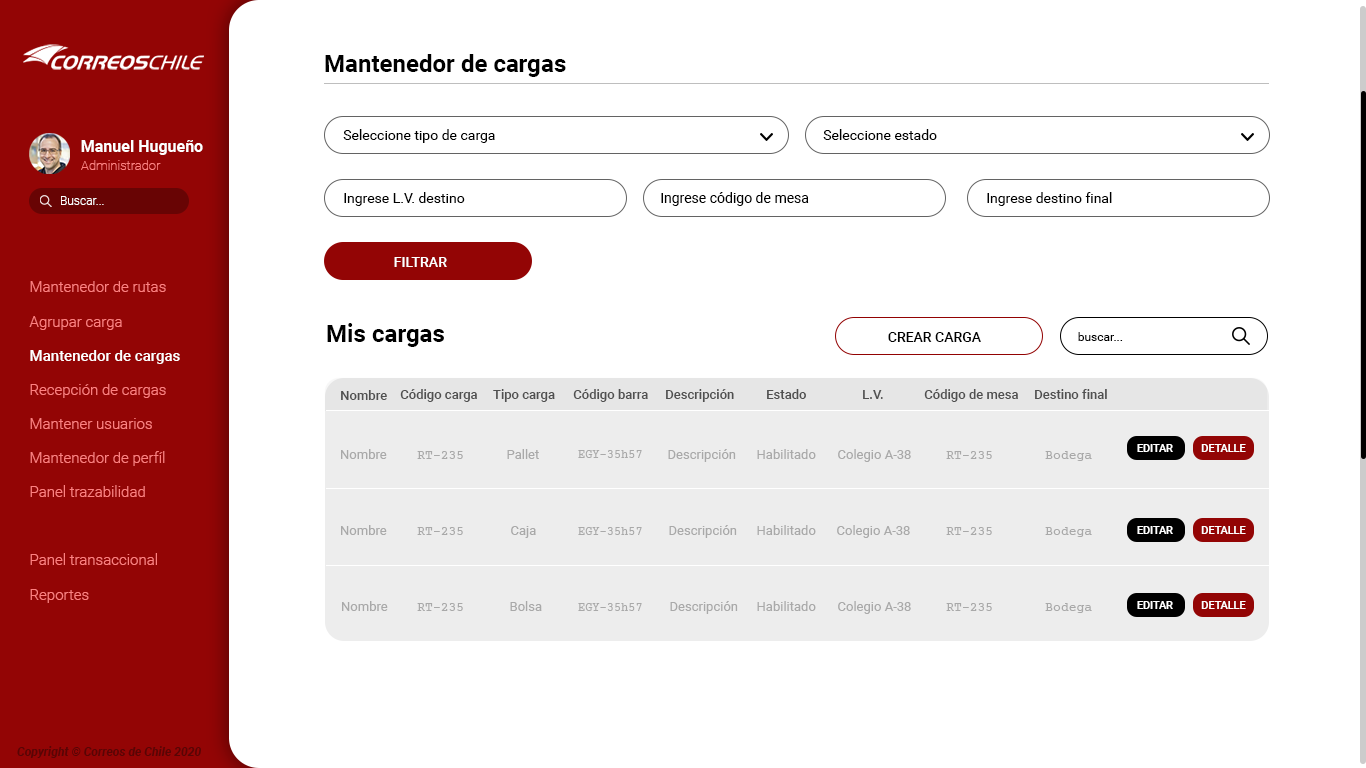 CORREOSCHILE
Manuel Hugueño
Administrador
Buscar...
Mantenedor de rutas
Agrupar carga
Mantenedor de cargas
Recepción de cargas
Mantener usuarios
Mantenedor de perfíl
Panel trazabilidad
Panel transaccional
Reportes
Copyright © Correos de Chile 2020
Mantenedor de cargas
Seleccione tipo de carga Seleccione estado
Ingrese L.V. destino Ingrese código de mesa Ingrese destino final
FILTRAR
Mis cargas CREAR CARGA buscar...
Nombre Código carga Tipo carga Código barra Descripción Estado L.V. Código de mesa Destino final
Nombre RT-235 Pallet EGY-35h57 Descripción Habilitado Colegio A-38 RT-235 Bodega EDITAR DETALLE
Nombre RT-235 Caja EGY-35h57 Descripción Habilitado Colegio A-38 RT-235 Bodega EDITAR DETALLE
Nombre RT-235 Bolsa EGY-35h57 Descripción Habilitado Colegio A-38 RT-235 Bodega EDITAR DETALLE